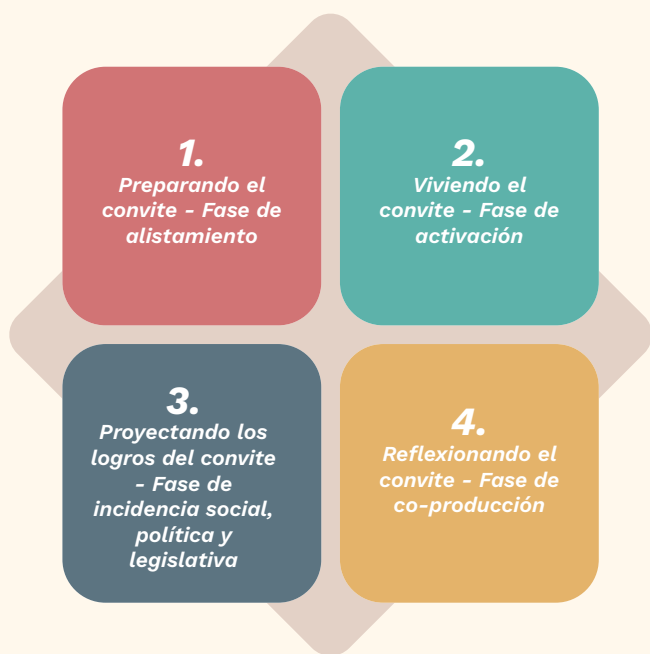 1.
Preparando el
convite - Fase de
alistamiento
2.
Viviendo el
convite - Fase de
activación
3.
Proyectando los
logros del convite
- Fase de
incidencia social,
política y
legislativa
4.
Reflexionando el
convite - Fase de
co-producción